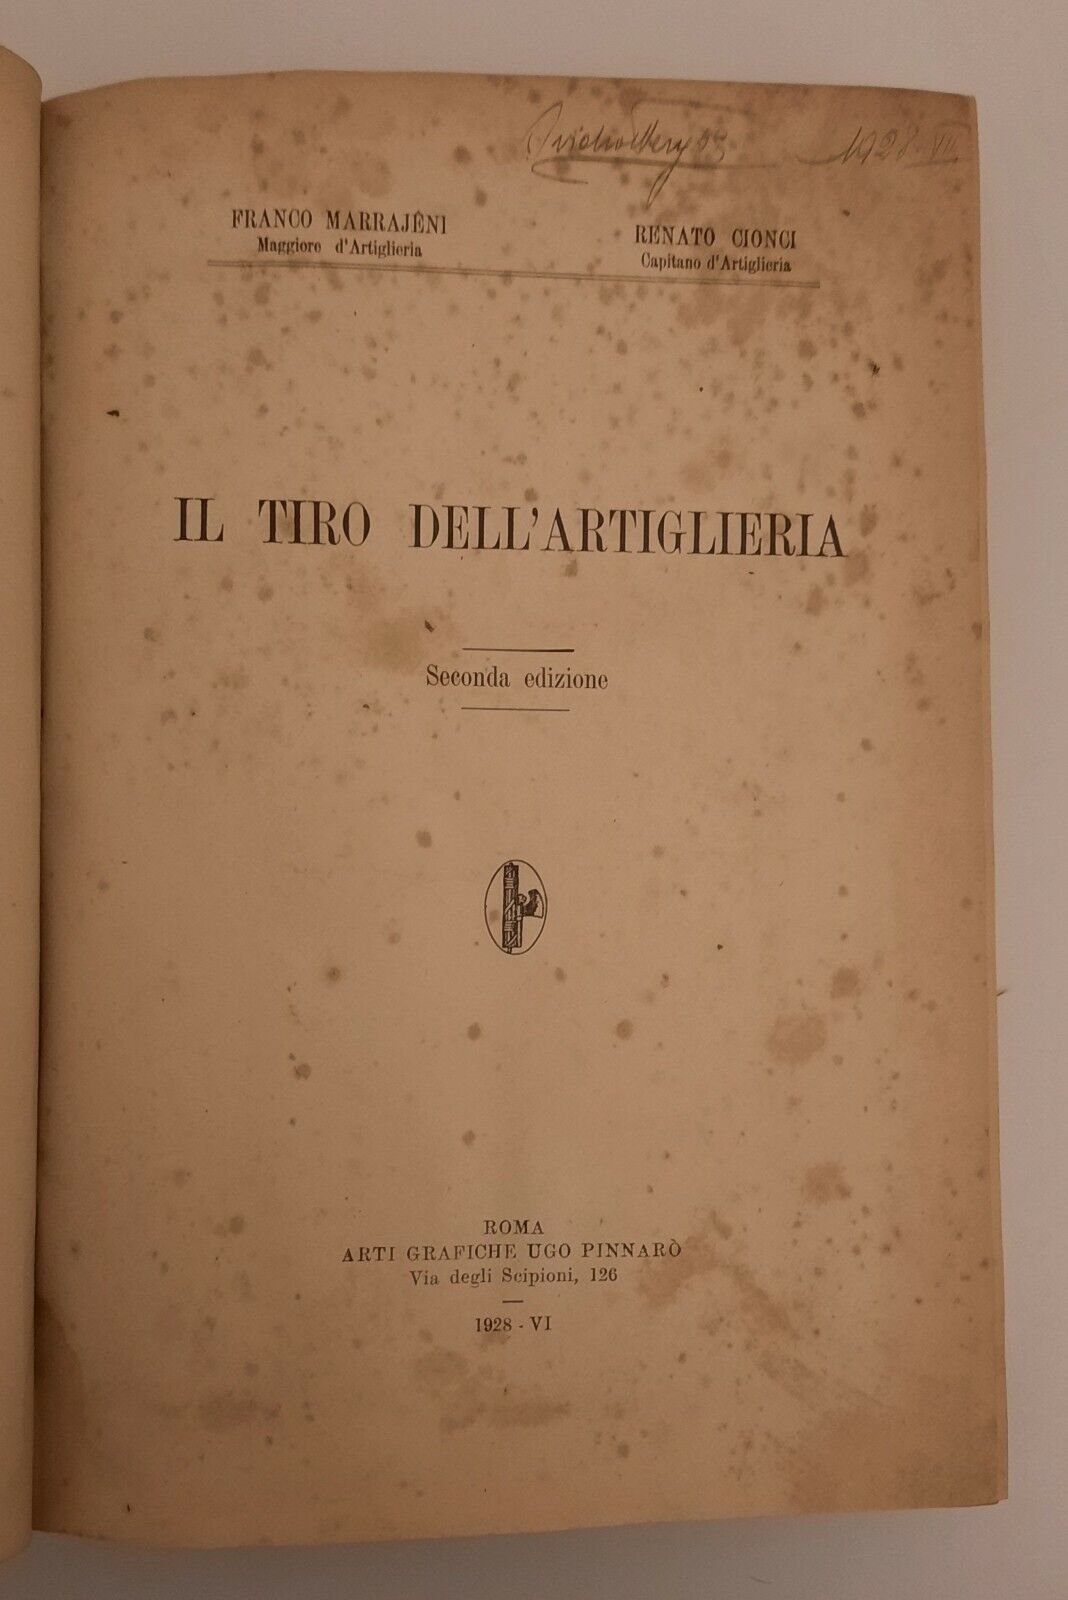 1928-VII
FRANCO MARRAJÊNI
Maggiore d'Artiglieria
RENATO CIONCI
Capitano d'Artiglieria
IL TIRO DELL'ARTIGLIERIA
Seconda edizione
ROMA
ARTI GRAFICHE UGO PINNARÒ
Via degli Scipioni, 126
1928 - VI